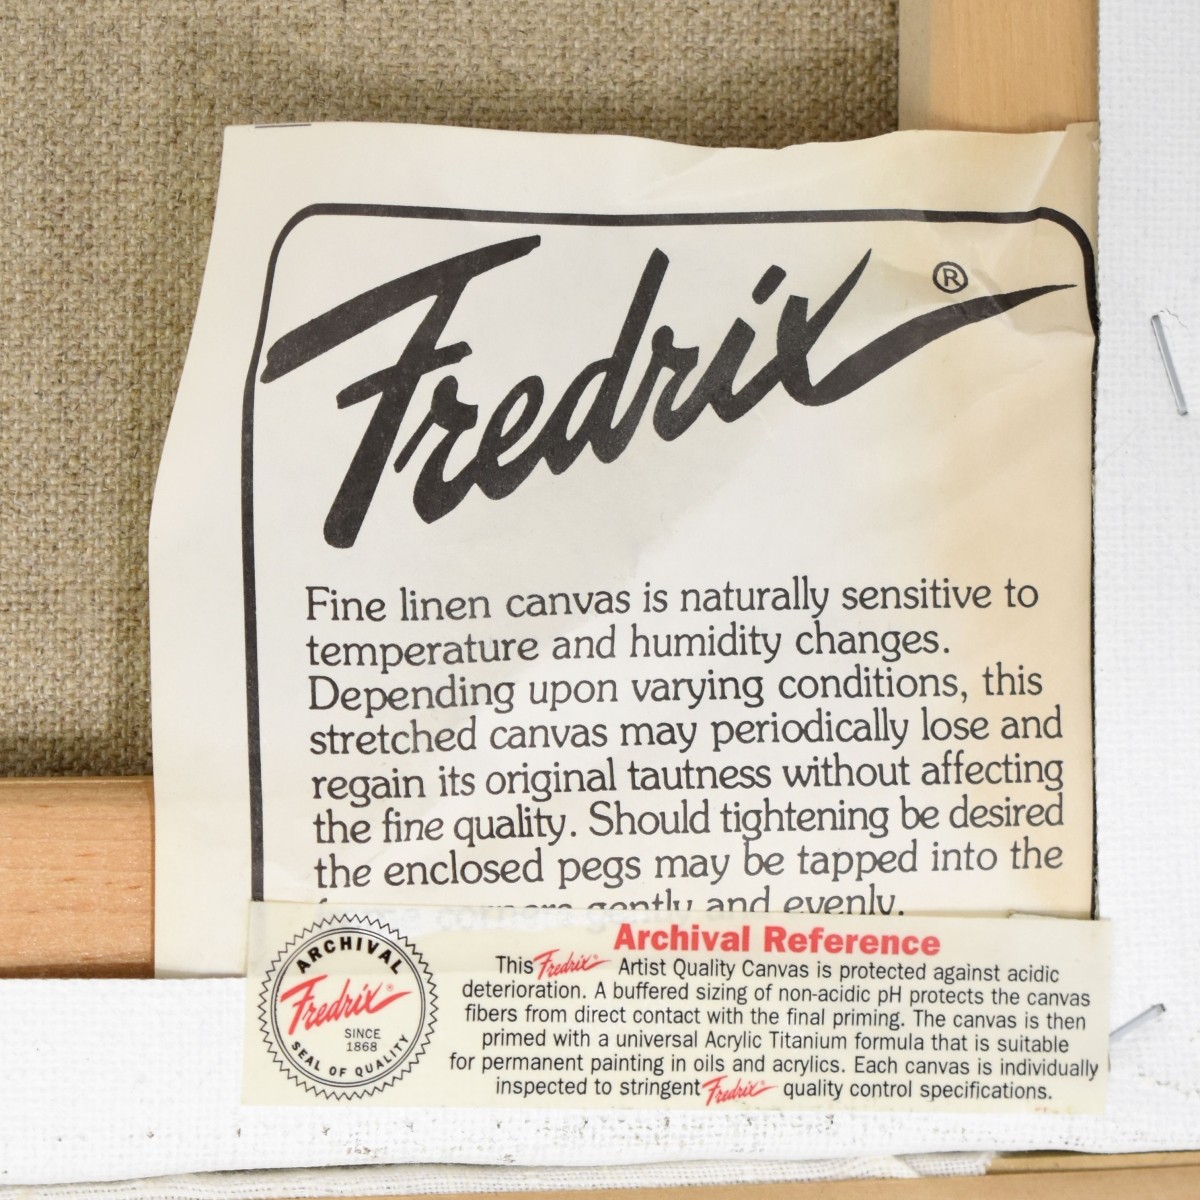 Fredrix®
Fine linen canvas is naturally sensitive to
temperature and humidity changes.
Depending upon varying conditions, this
stretched canvas may periodically lose and
regain its original tautness without affecting
the fine quality. Should tightening be desired
the enclosed pegs may be tapped into the
corners gently and evenly.
ARCHIVAL
Fredrix®
SINCE
1868
SEAL OF QUALITY
Archival Reference
This Fredrix® Artist Quality Canvas is protected against acidic
deterioration. A buffered sizing of non-acidic pH protects the canvas
fibers from direct contact with the final priming. The canvas is then
primed with a universal Acrylic Titanium formula that is suitable
for permanent painting in oils and acrylics. Each canvas is individually
inspected to stringent Fredrix® quality control specifications.